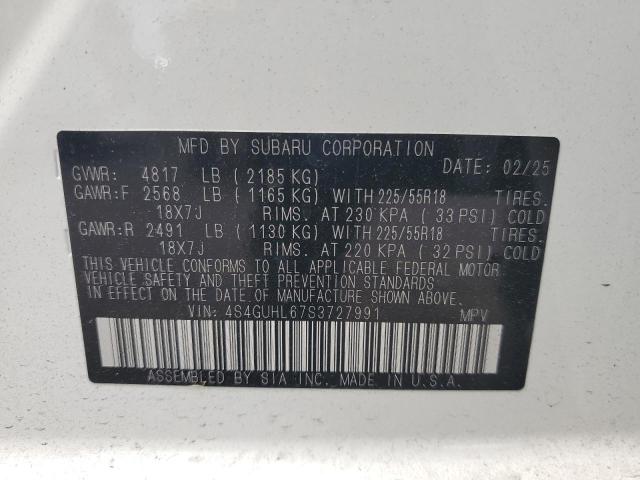 MFD BY SUBARU CORPORATION
GVWR: 4817 LB ( 2185 KG) DATE: 02/25
GAWR:F 2568 LB ( 1165 KG) WITH 225/55R18 TIRES.
18X7J RIMS. AT 230 KPA ( 33 PSI) COLD
GAWR:R 2491 LB ( 1130 KG) WITH 225/55R18 TIRES.
18X7J RIMS. AT 220 KPA ( 32 PSI) COLD
THIS VEHICLE CONFORMS TO ALL APPLICABLE FEDERAL MOTOR
VEHICLE SAFETY AND THEFT PREVENTION STANDARDS
IN EFFECT ON THE DATE OF MANUFACTURE SHOWN ABOVE.
VIN: 4S4GUHL67S3727991 MPV
ASSEMBLED BY SIA INC. MADE IN U.S.A.